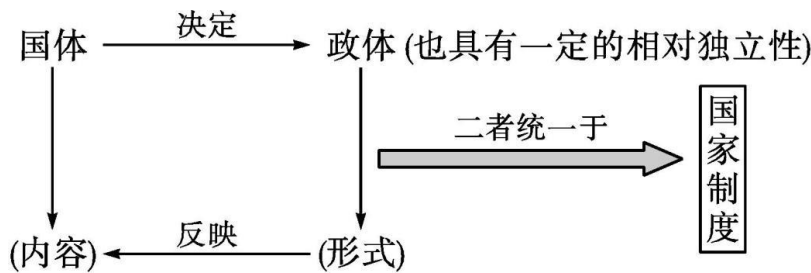 国体
决定
政体(也具有一定的相对独立性)
二者统一于
国家制度
(内容)
反映
(形式)